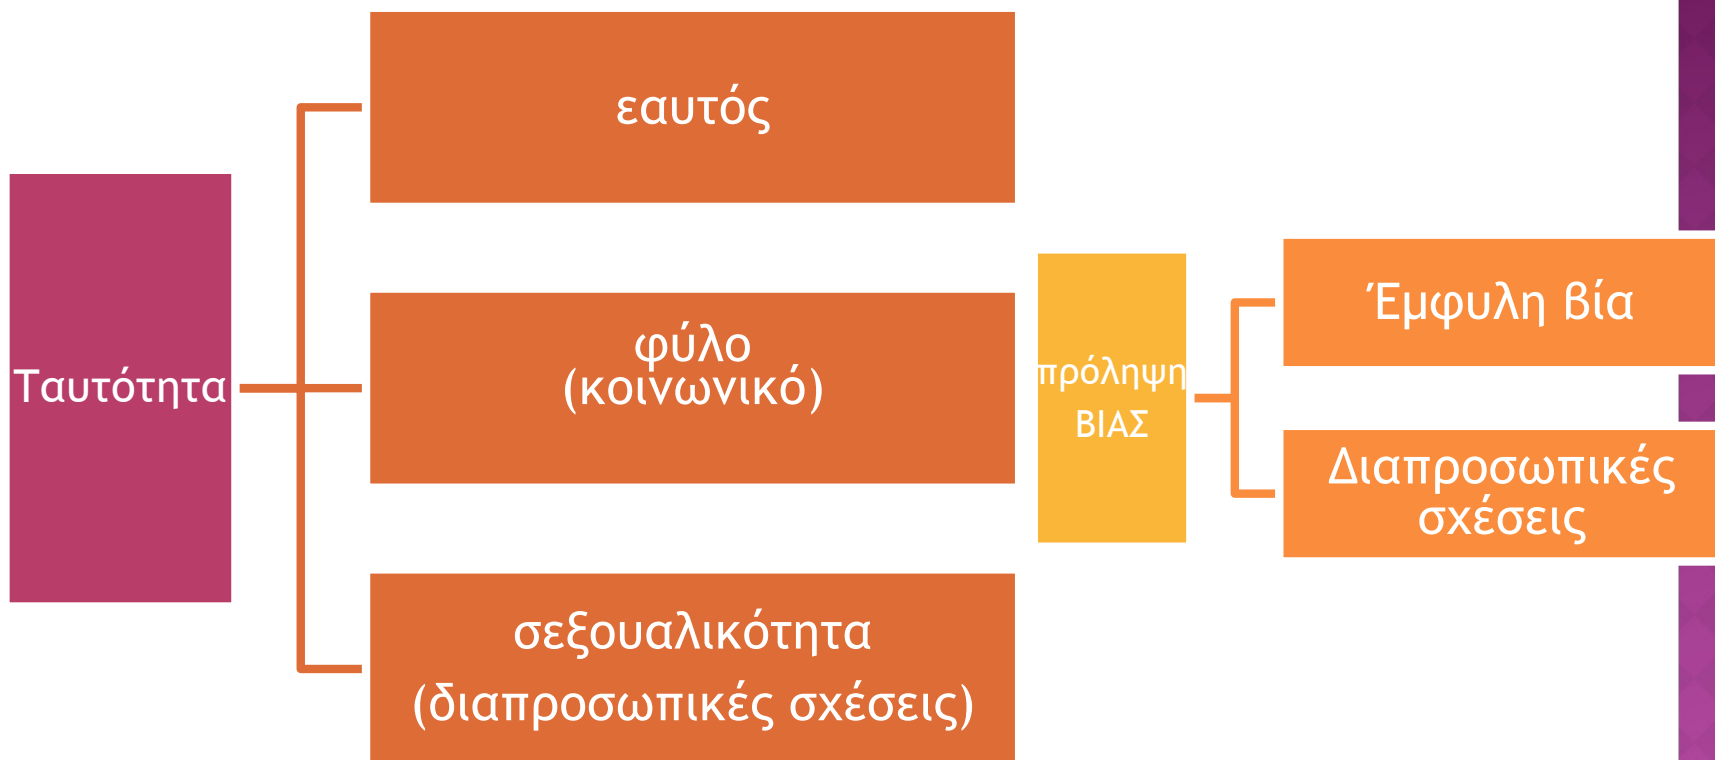 Ταυτότητα
εαυτός
φύλο
(κοινωνικό)
σεξουαλικότητα
(διαπροσωπικές σχέσεις)
πρόληψη
ΒΙΑΣ
Έμφυλη βία
Διαπροσωπικές
σχέσεις